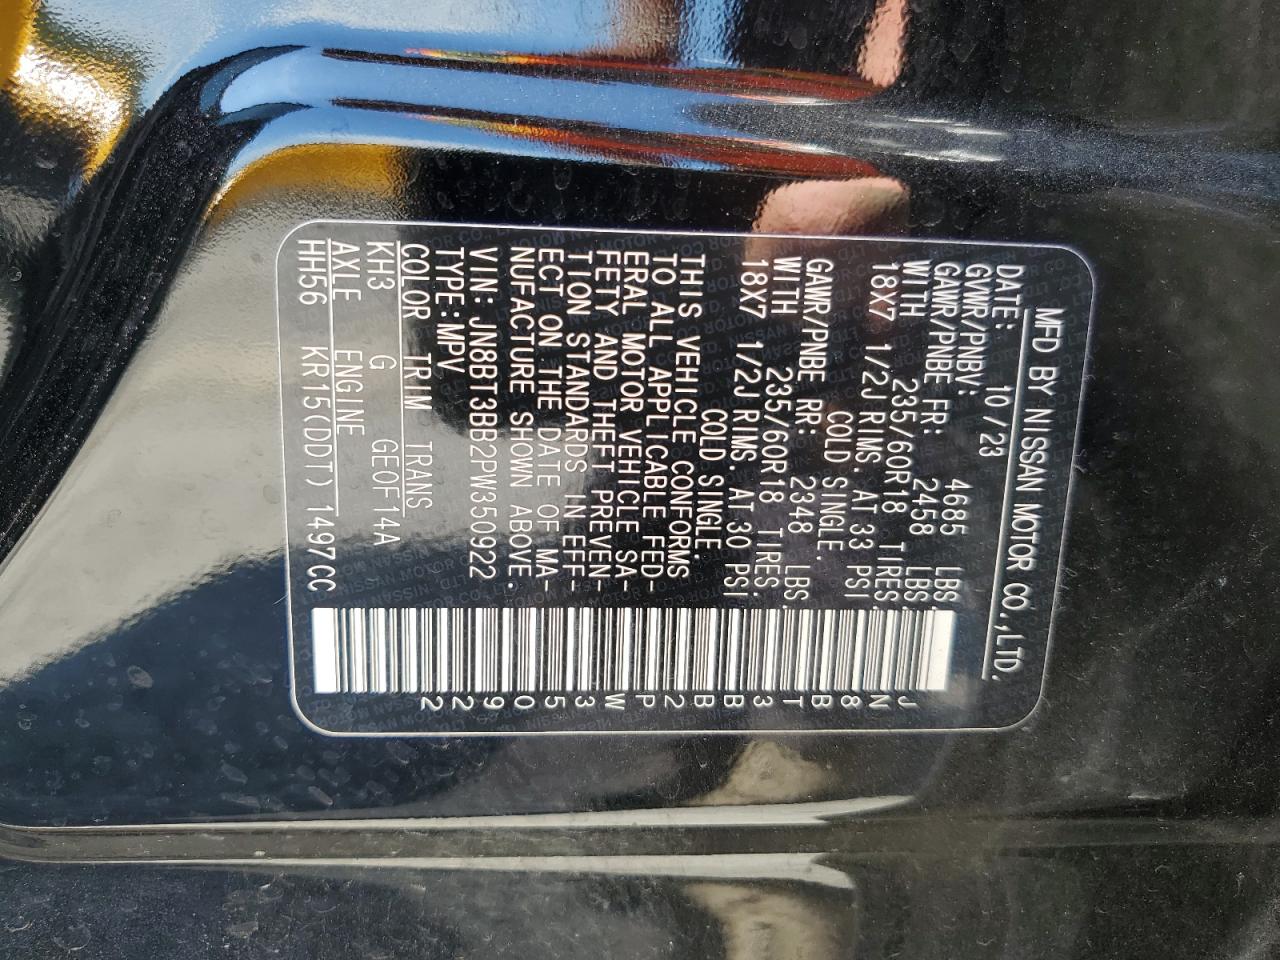 MFD BY NISSAN MOTOR CO.,LTD.
DATE: 10/23
GVWR/PNBV: 4685 LBS.
GAWR/PNBE FR: 2458 LBS.
WITH 235/60R18 TIRES.
18X7 1/2J RIMS. AT 33 PSI
COLD SINGLE.
GAWR/PNBE RR: 2348 LBS.
WITH 235/60R18 TIRES.
18X7 1/2J RIMS. AT 30 PSI
COLD SINGLE.
THIS VEHICLE CONFORMS
TO ALL APPLICABLE FED-
ERAL MOTOR VEHICLE SA-
FETY AND THEFT PREVEN-
TION STANDARDS IN EFF-
ECT ON THE DATE OF MA-
NUFACTURE SHOWN ABOVE.
VIN: JN8BT3BB2PW350922
TYPE:MPV
COLOR TRIM TRANS
KH3 G GE0F14A
AXLE ENGINE
HH56 KR15(DDT) 1497CC
JN8BT3BB2PW350922